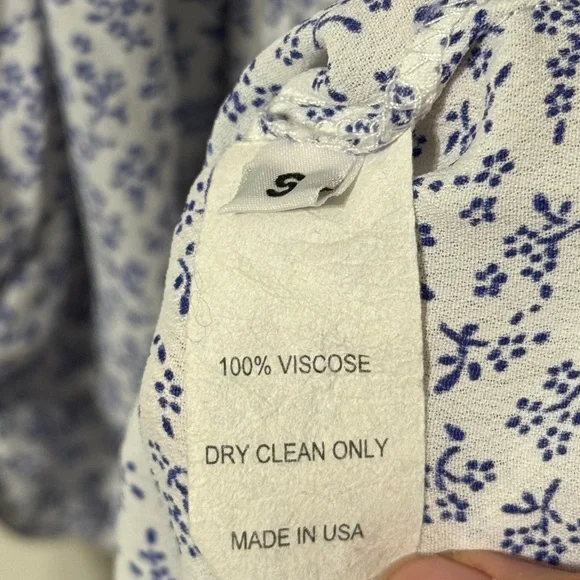 S
100% VISCOSE
DRY CLEAN ONLY
MADE IN USA